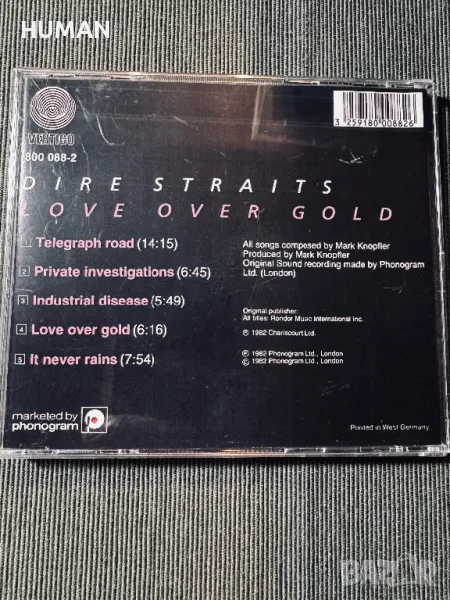 HUMAN
VERTIGO
800 088-2
3 259180 008826
DIRE STRAITS
LOVE OVER GOLD
1 Telegraph road (14:15)
2 Private investigations (6:45)
3 Industrial disease (5:49)
4 Love over gold (6:16)
5 It never rains (7:54)
All songs composed by Mark Knopfler
Produced by Mark Knopfler
Original Sound recording made by Phonogram
Ltd. (London)
Original publisher:
All titles: Rondor Music International Inc.
℗ 1982 Chariscourt Ltd.
℗ 1982 Phonogram Ltd., London
© 1982 Phonogram Ltd., London
marketed by
phonogram
Printed in West Germany
BAZAR